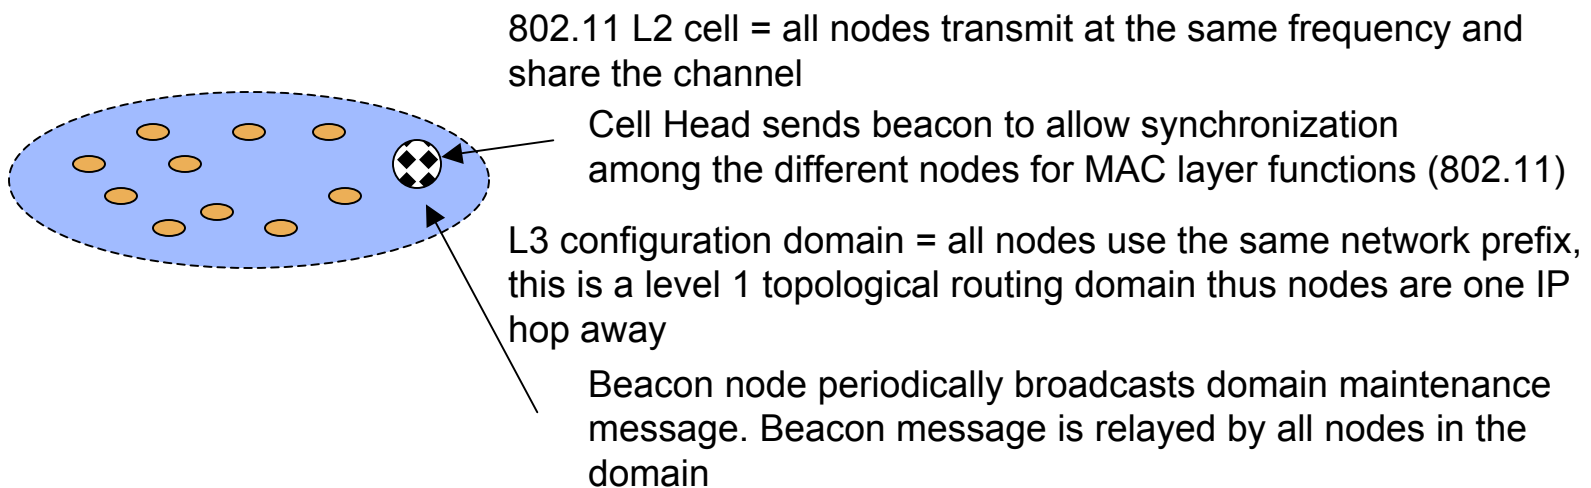 802.11 L2 cell = all nodes transmit at the same frequency and
share the channel
Cell Head sends beacon to allow synchronization
among the different nodes for MAC layer functions (802.11)
L3 configuration domain = all nodes use the same network prefix,
this is a level 1 topological routing domain thus nodes are one IP
hop away
Beacon node periodically broadcasts domain maintenance
message. Beacon message is relayed by all nodes in the
domain